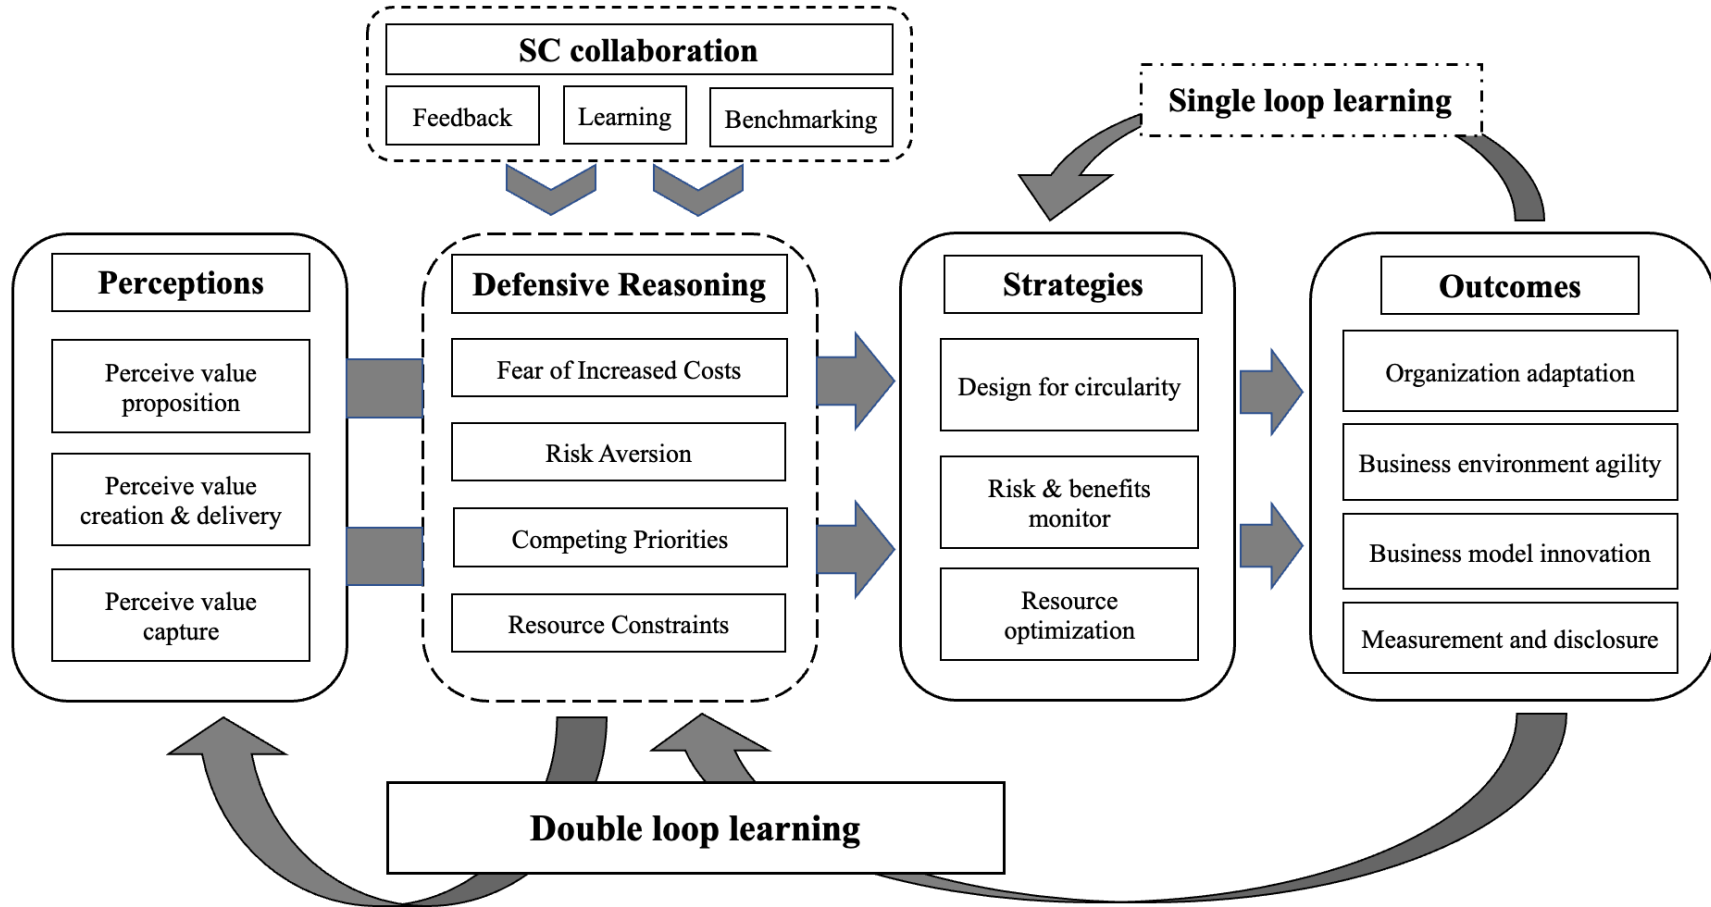 SC collaboration
Feedback
Learning
Benchmarking
Single loop learning
Perceptions
Perceive value
proposition
Perceive value
creation & delivery
Perceive value
capture
Defensive Reasoning
Fear of Increased Costs
Risk Aversion
Competing Priorities
Resource Constraints
Strategies
Design for circularity
Risk & benefits
monitor
Resource
optimization
Outcomes
Organization adaptation
Business environment agility
Business model innovation
Measurement and disclosure
Double loop learning